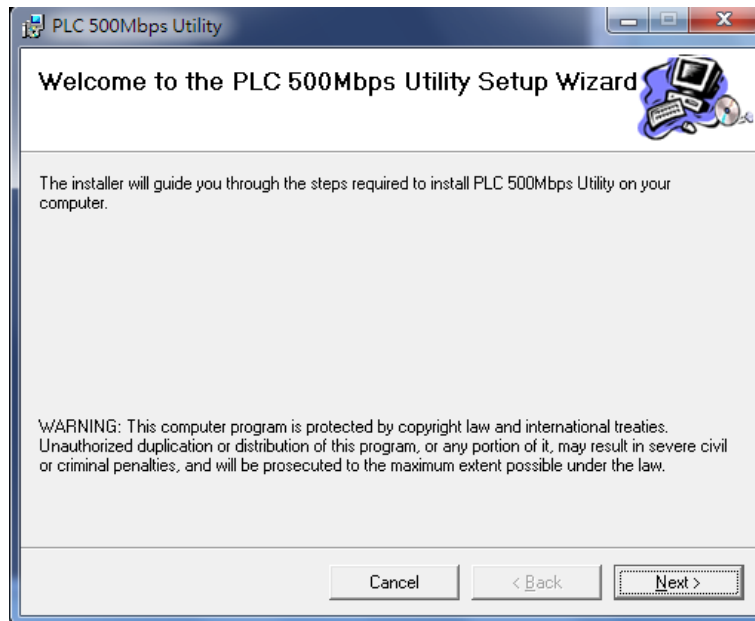 PLC 500Mbps Utility
Welcome to the PLC 500Mbps Utility Setup Wizard
The installer will guide you through the steps required to install PLC 500Mbps Utility on your
computer.
WARNING: This computer program is protected by copyright law and international treaties.
Unauthorized duplication or distribution of this program, or any portion of it, may result in severe civil
or criminal penalties, and will be prosecuted to the maximum extent possible under the law.
Cancel < Back Next >